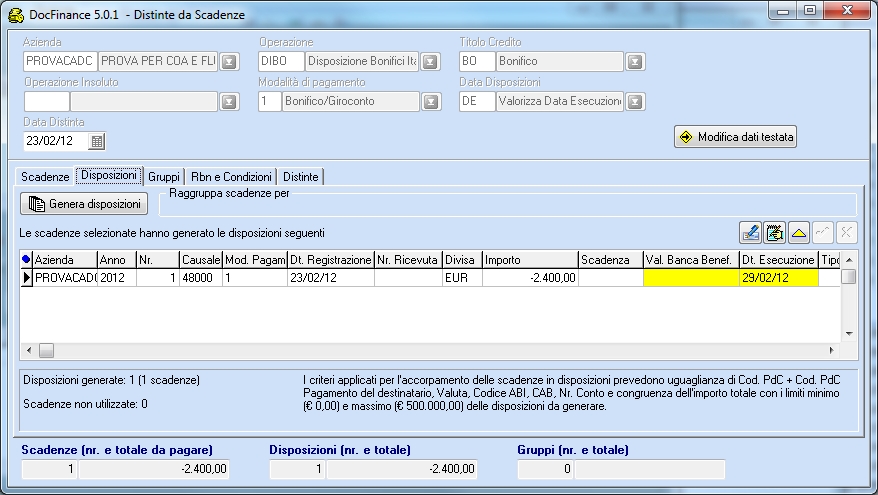 DocFinance 5.0.1  - Distinte da Scadenze
Azienda Operazione Titolo Credito
PROVACADC PROVA PER COA E FLU DIBO Disposizione Bonifici Ita BO Bonifico
Operazione Insoluto Modalità di pagamento Data Disposizioni
1 Bonifico/Giroconto DE Valorizza Data Esecuzion
Data Distinta
23/02/12 Modifica dati testata
Scadenze Disposizioni Gruppi Rbn e Condizioni Distinte
Genera disposizioni Raggruppa scadenze per
Le scadenze selezionate hanno generato le disposizioni seguenti
Azienda Anno Nr. Causale Mod. Pagam Dt. Registrazione Nr. Ricevuta Divisa Importo Scadenza Val. Banca Benef. Dt. Esecuzione Tipo
PROVACADC 2012 1 48000 1 23/02/12 EUR -2.400,00 29/02/12
Disposizioni generate: 1 (1 scadenze)
Scadenze non utilizzate: 0
I criteri applicati per l'accorpamento delle scadenze in disposizioni prevedono uguaglianza di Cod. PdC + Cod. PdC
Pagamento del destinatario, Valuta, Codice ABI, CAB, Nr. Conto e congruenza dell'importo totale con i limiti minimo
(€ 0,00) e massimo (€ 500.000,00) delle disposizioni da generare.
Scadenze (nr. e totale da pagare) Disposizioni (nr. e totale) Gruppi (nr. e totale)
1 -2.400,00 1 -2.400,00 0